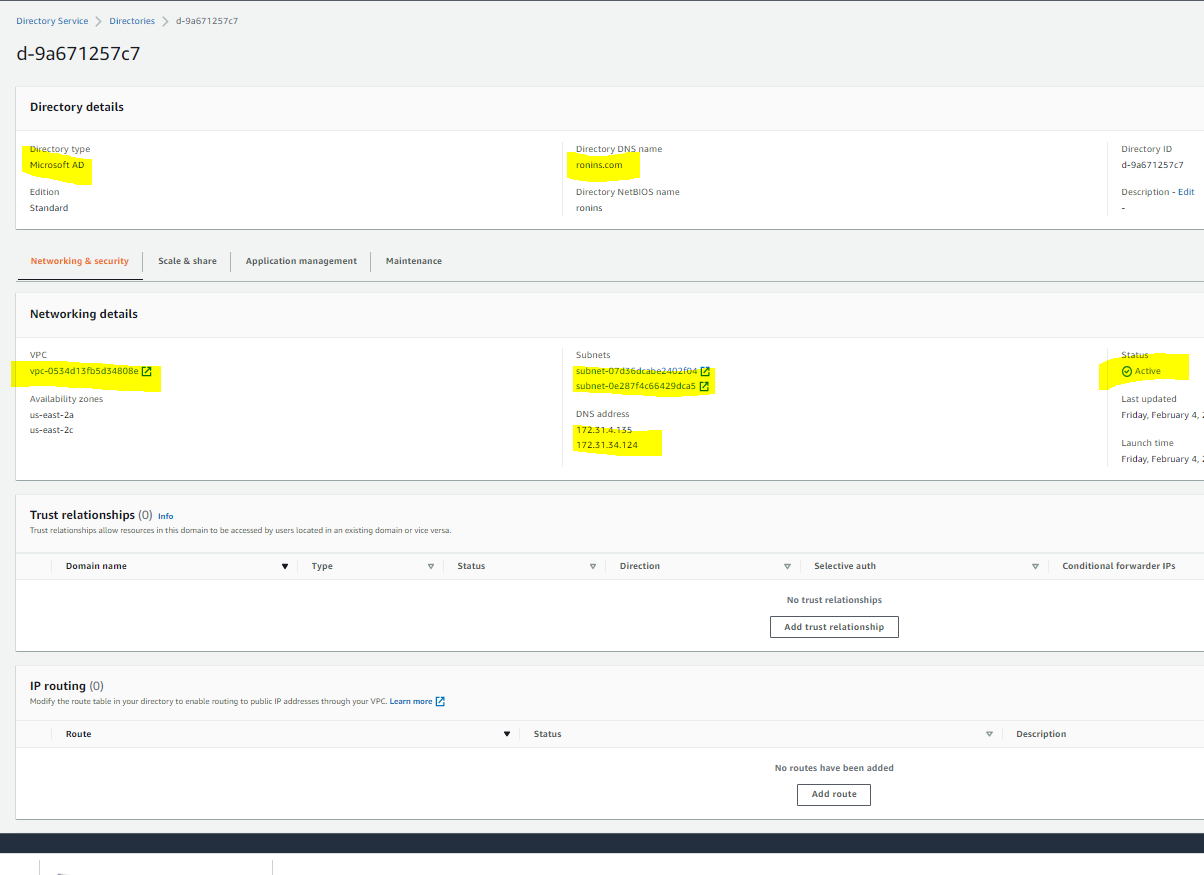 Directory Service > Directories > d-9a671257c7
d-9a671257c7
Directory details
Directory type
Microsoft AD
Edition
Standard
Directory DNS name
ronins.com
Directory NetBIOS name
ronins
Directory ID
d-9a671257c7
Description - Edit
-
Networking & security
Scale & share
Application management
Maintenance
Networking details
VPC
vpc-0534d13fb5d34808e
Availability zones
us-east-2a
us-east-2c
Subnets
subnet-07d36dcabe2402f04
subnet-0e287f4c66429dca5
DNS address
172.31.4.135
172.31.34.124
Status
Active
Last updated
Friday, February 4,
Launch time
Friday, February 4,
Trust relationships (0) Info
Trust relationships allow resources in this domain to be accessed by users located in an existing domain or vice versa.
Domain name Type Status Direction Selective auth Conditional forwarder IPs
No trust relationships
Add trust relationship
IP routing (0)
Modify the route table in your directory to enable routing to public IP addresses through your VPC. Learn more
Route Status Description
No routes have been added
Add route